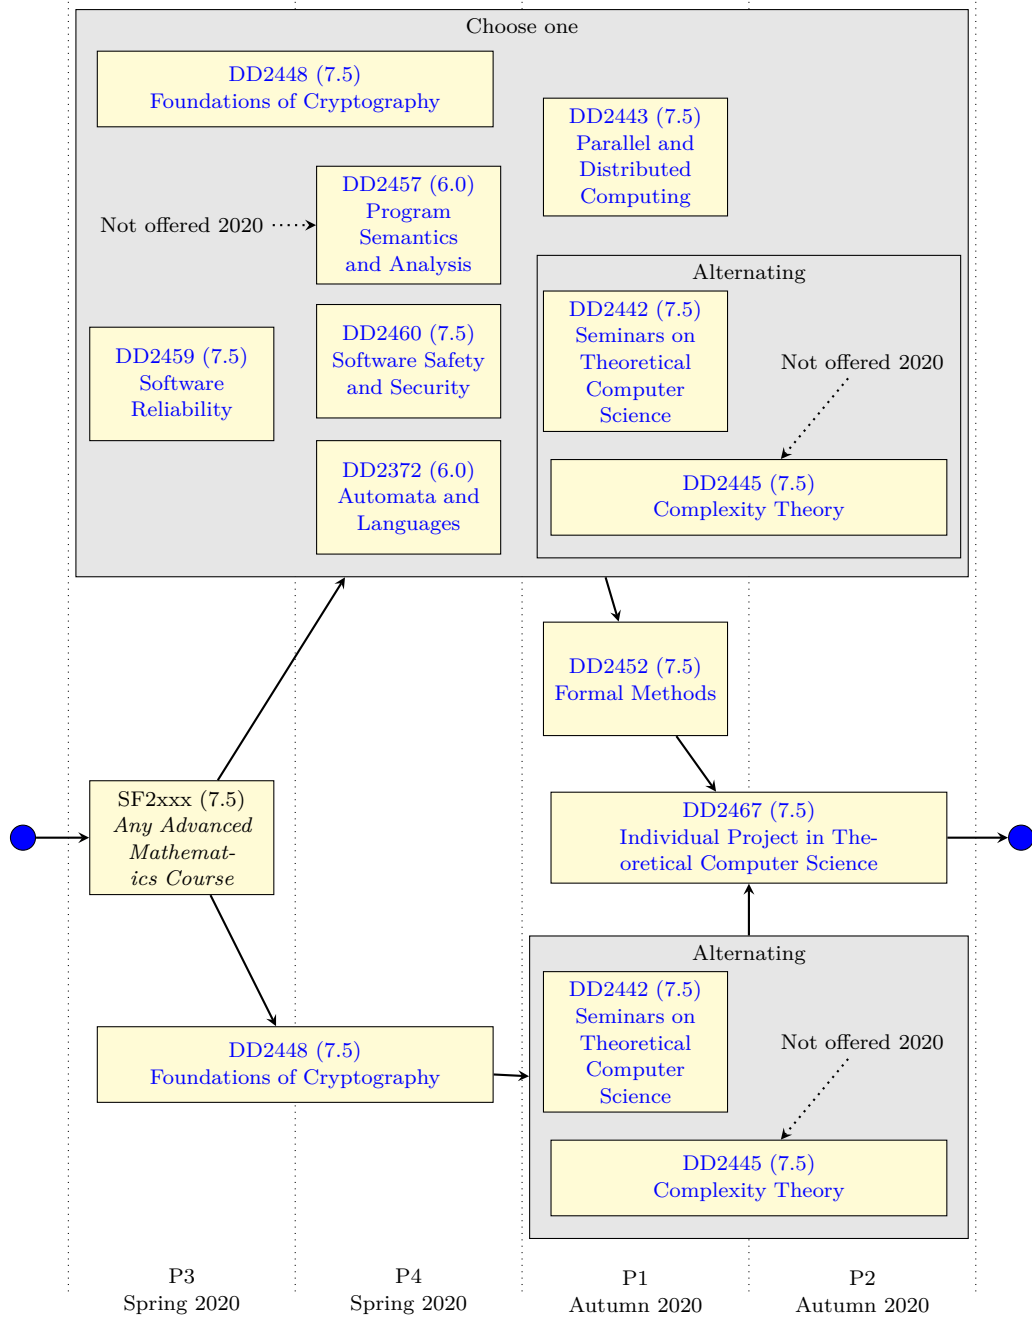 Choose one
DD2448 (7.5)
Foundations of Cryptography
DD2443 (7.5)
Parallel and
Distributed
Computing
DD2457 (6.0)
Program
Semantics
and Analysis
Not offered 2020
Alternating
DD2442 (7.5)
Seminars on
Theoretical
Computer
Science
Not offered 2020
DD2460 (7.5)
Software Safety
and Security
DD2459 (7.5)
Software
Reliability
DD2372 (6.0)
Automata and
Languages
DD2445 (7.5)
Complexity Theory
DD2452 (7.5)
Formal Methods
SF2xxx (7.5)
Any Advanced
Mathemat-
ics Course
DD2467 (7.5)
Individual Project in The-
oretical Computer Science
Alternating
DD2442 (7.5)
Seminars on
Theoretical
Computer
Science
Not offered 2020
DD2448 (7.5)
Foundations of Cryptography
DD2445 (7.5)
Complexity Theory
P3
Spring 2020
P4
Spring 2020
P1
Autumn 2020
P2
Autumn 2020